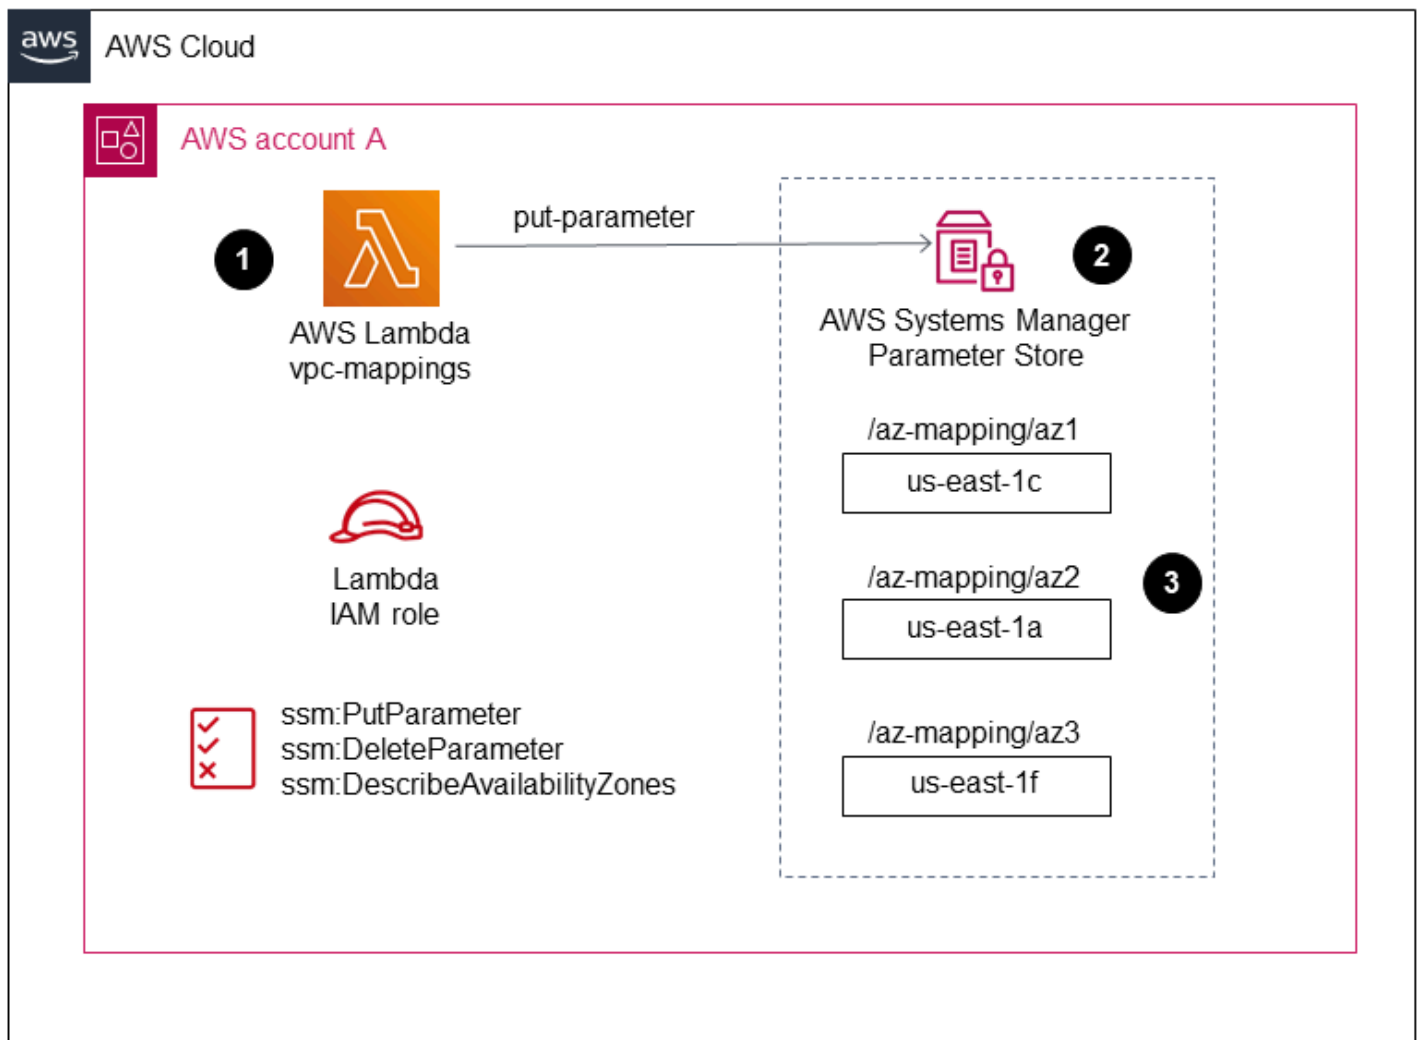 aws
AWS Cloud
AWS account A
put-parameter
1
2
AWS Lambda
vpc-mappings
AWS Systems Manager
Parameter Store
/az-mapping/az1
us-east-1c
Lambda
IAM role
/az-mapping/az2
us-east-1a
3
ssm:PutParameter
ssm:DeleteParameter
ssm:DescribeAvailabilityZones
/az-mapping/az3
us-east-1f